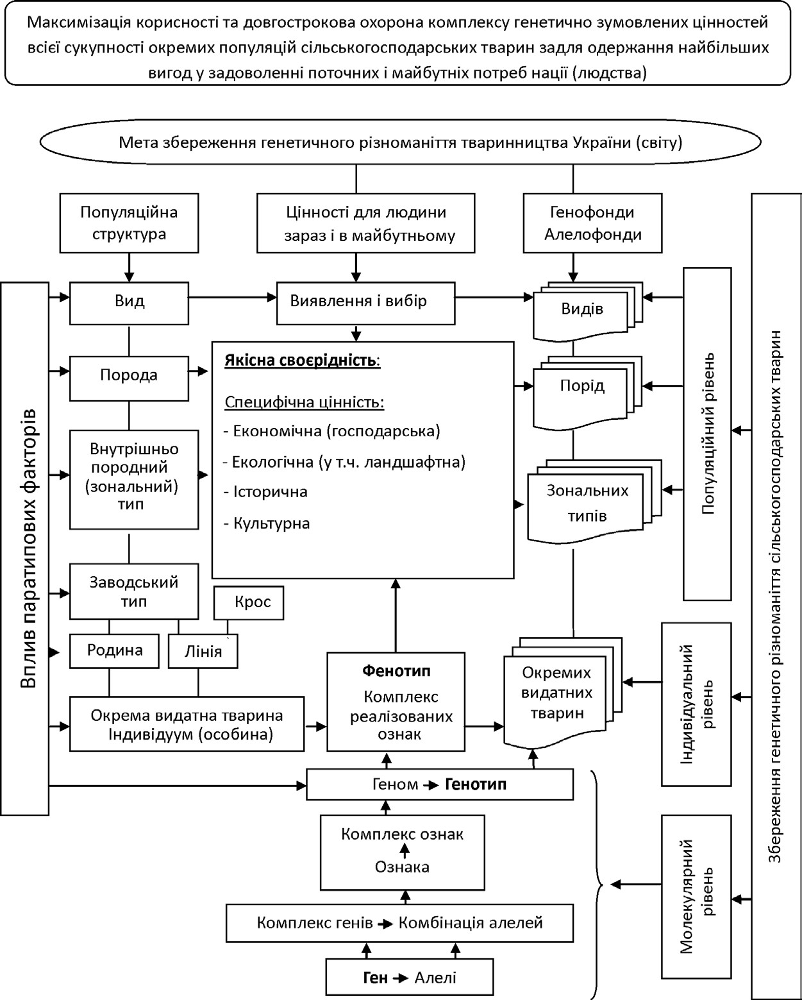 Максимізація корисності та довгострокова охорона комплексу генетично зумовлених цінностей
всієї сукупності окремих популяцій сільськогосподарських тварин задля одержання найбільших
вигод у задоволенні поточних і майбутніх потреб нації (людства)
Мета збереження генетичного різноманіття тваринництва України (світу)
Популяційна
структура
Цінності для людини
зараз і в майбутньому
Генофонди
Алелофонди
Вплив паратипових факторів
Вид
Виявлення і вибір
Видів
Порода
Якісна своєрідність:
Специфічна цінність:
- Економічна (господарська)
- Екологічна (у т.ч. ландшафтна)
- Історична
- Культурна
Порід
Внутрішньо
породний
(зональний)
тип
Зональних
типів
Популяційний рівень
Збереження генетичного різноманіття сільськогосподарських тварин
Заводський
тип
Крос
Родина
Лінія
Фенотип
Комплекс
реалізованих
ознак
Окремих
видатних
тварин
Індивідуальний
рівень
Окрема видатна тварина
Індивідуум (особина)
Геном Генотип
Комплекс ознак
Ознака
Молекулярний
рівень
Комплекс генів Комбінація алелей
Ген Алелі